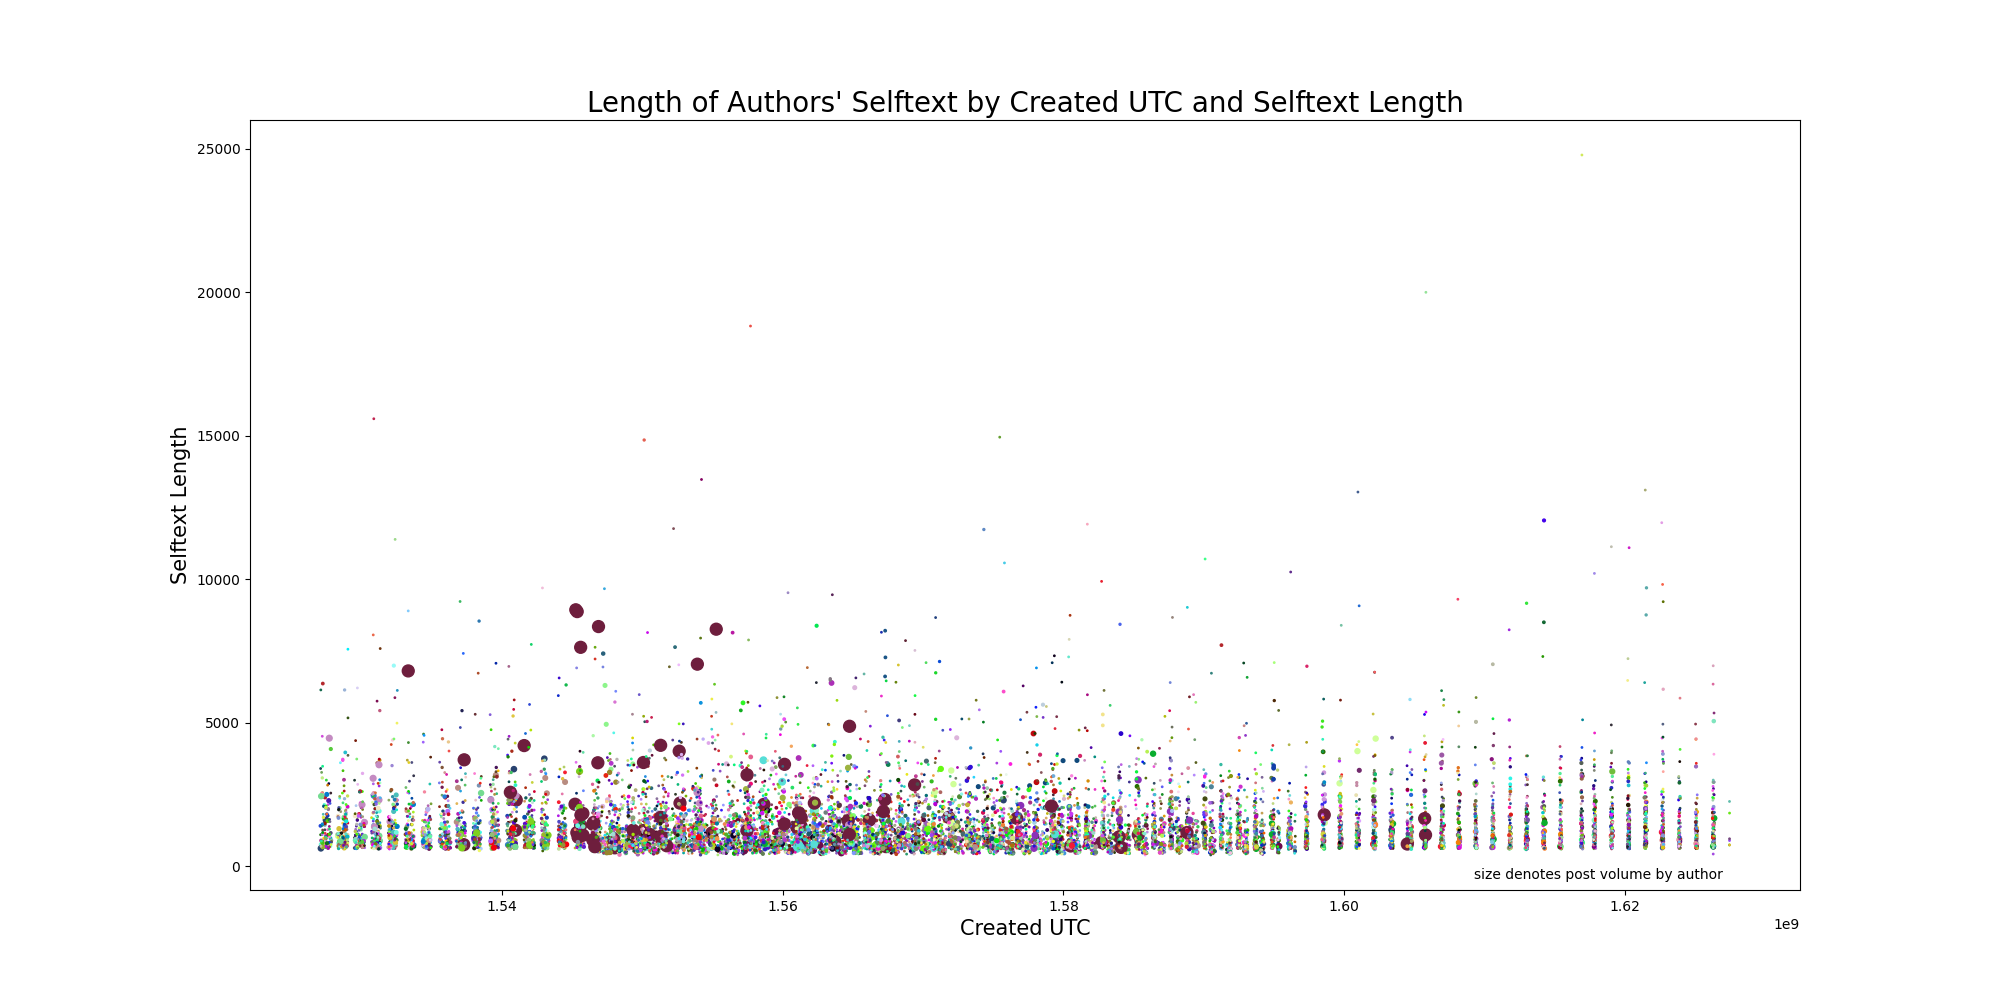 Length of Authors' Selftext by Created UTC and Selftext Length
25000
20000
15000
10000
5000
0
Selftext Length
size denotes post volume by author
1.54 1.56 1.58 1.60 1.62
1e9
Created UTC